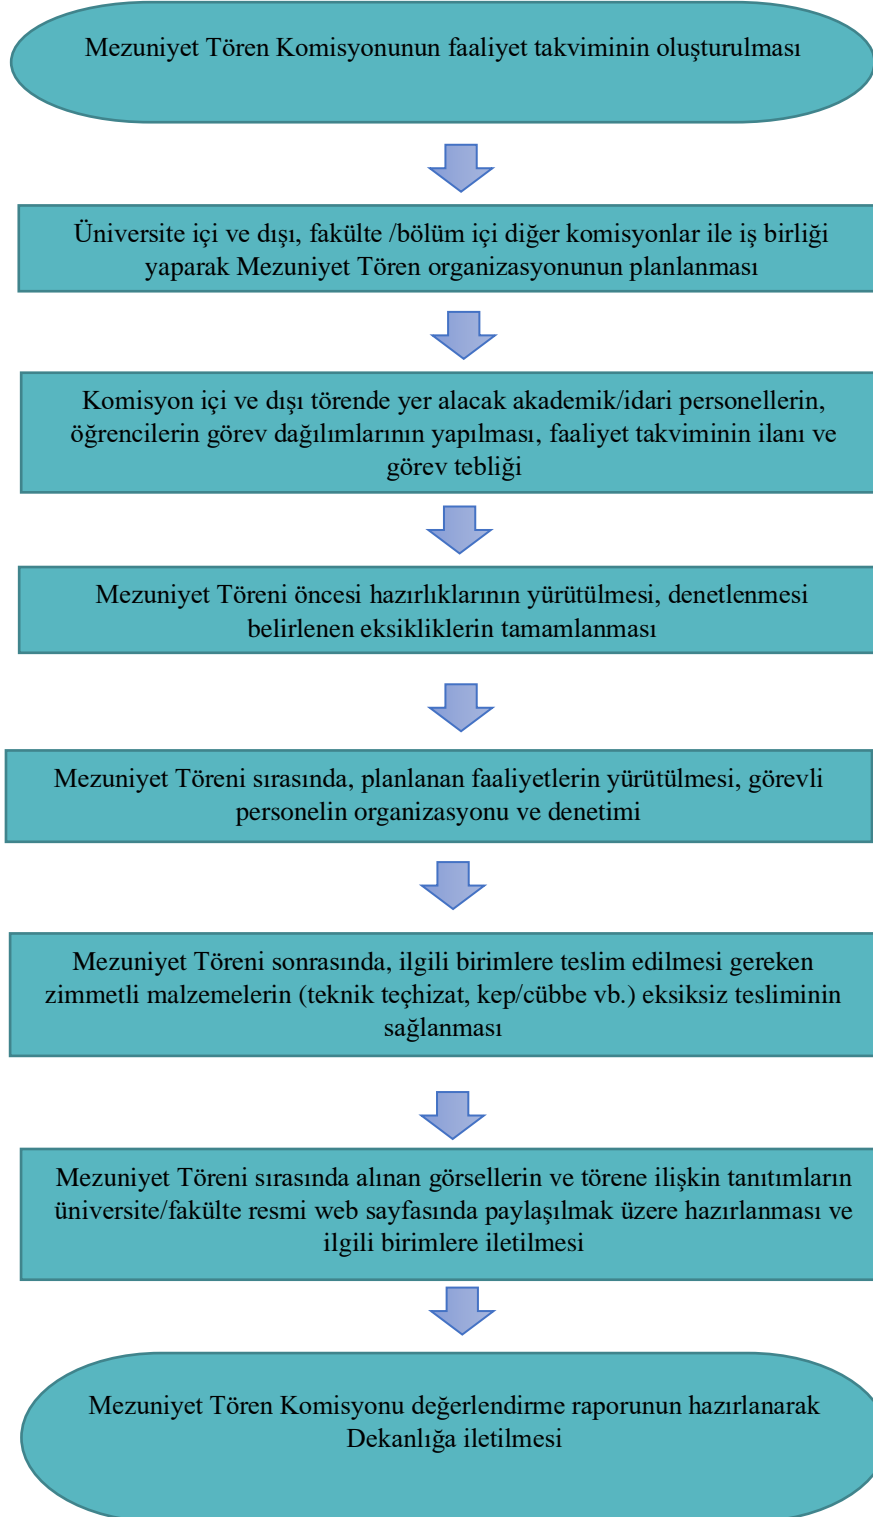 Mezuniyet Tören Komisyonunun faaliyet takviminin oluşturulması
Üniversite içi ve dışı, fakülte /bölüm içi diğer komisyonlar ile iş birliği
yaparak Mezuniyet Tören organizasyonunun planlanması
Komisyon içi ve dışı törende yer alacak akademik/idari personellerin,
öğrencilerin görev dağılımlarının yapılması, faaliyet takviminin ilanı ve
görev tebliği
Mezuniyet Töreni öncesi hazırlıklarının yürütülmesi, denetlenmesi
belirlenen eksikliklerin tamamlanması
Mezuniyet Töreni sırasında, planlanan faaliyetlerin yürütülmesi, görevli
personelin organizasyonu ve denetimi
Mezuniyet Töreni sonrasında, ilgili birimlere teslim edilmesi gereken
zimmetli malzemelerin (teknik teçhizat, kep/cübbe vb.) eksiksiz tesliminin
sağlanması
Mezuniyet Töreni sırasında alınan görsellerin ve törene ilişkin tanıtımların
üniversite/fakülte resmi web sayfasında paylaşılmak üzere hazırlanması ve
ilgili birimlere iletilmesi
Mezuniyet Tören Komisyonu değerlendirme raporunun hazırlanarak
Dekanlığa iletilmesi